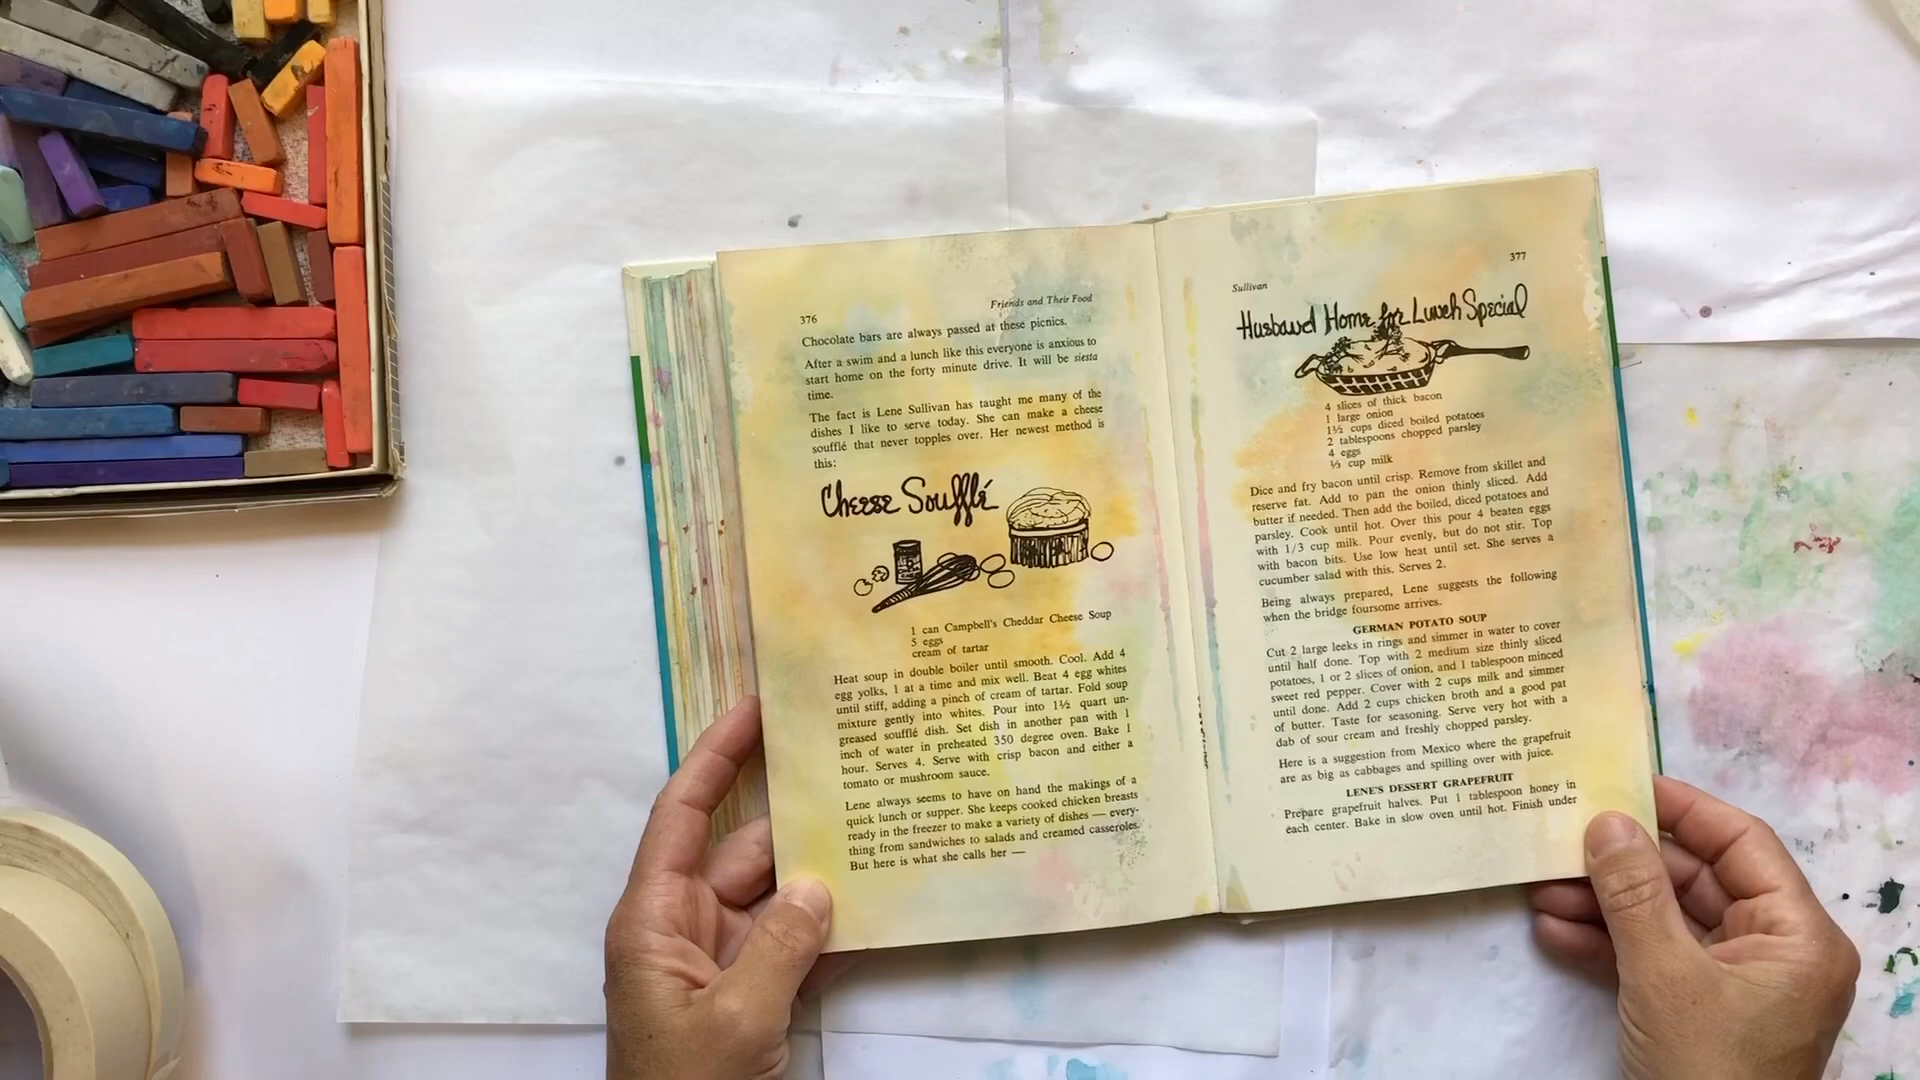 Friends and Their Food
376
Chocolate bars are always passed at these picnics.
After a swim and a lunch like this everyone is anxious to
start home on the forty minute drive. It will be siesta
time.
The fact is Lene Sullivan has taught me many of the
dishes I like to serve today. She can make a cheese
soufflé that never topples over. Her newest method is
this:
Cheese Soufflé
1 can Campbell's Cheddar Cheese Soup
5 eggs
cream of tartar
Heat soup in double boiler until smooth. Cool. Add 4
egg yolks, 1 at a time and mix well. Beat 4 egg whites
until stiff, adding a pinch of cream of tartar. Fold soup
mixture gently into whites. Pour into 1½ quart un-
greased soufflé dish. Set dish in another pan with 1
inch of water in preheated 350 degree oven. Bake 1
hour. Serves 4. Serve with crisp bacon and either a
tomato or mushroom sauce.
Lene always seems to have on hand the makings of a
quick lunch or supper. She keeps cooked chicken breasts
ready in the freezer to make a variety of dishes — every-
thing from sandwiches to salads and creamed casseroles.
But here is what she calls her —
377
Sullivan
Husband Home for Lunch Special
4 slices of thick bacon
1 large onion
1½ cups diced boiled potatoes
2 tablespoons chopped parsley
4 eggs
⅓ cup milk
Dice and fry bacon until crisp. Remove from skillet and
reserve fat. Add to pan the onion thinly sliced. Add
butter if needed. Then add the boiled, diced potatoes and
parsley. Cook until hot. Over this pour 4 beaten eggs
with 1/3 cup milk. Pour evenly, but do not stir. Top
with bacon bits. Use low heat until set. She serves a
cucumber salad with this. Serves 2.
Being always prepared, Lene suggests the following
when the bridge foursome arrives.
GERMAN POTATO SOUP
Cut 2 large leeks in rings and simmer in water to cover
until half done. Top with 2 medium size thinly sliced
potatoes, 1 or 2 slices of onion, and 1 tablespoon minced
sweet red pepper. Cover with 2 cups milk and simmer
until done. Add 2 cups chicken broth and a good pat
of butter. Taste for seasoning. Serve very hot with a
dab of sour cream and freshly chopped parsley.
Here is a suggestion from Mexico where the grapefruit
are as big as cabbages and spilling over with juice.
LENE'S DESSERT GRAPEFRUIT
Prepare grapefruit halves. Put 1 tablespoon honey in
each center. Bake in slow oven until hot. Finish under